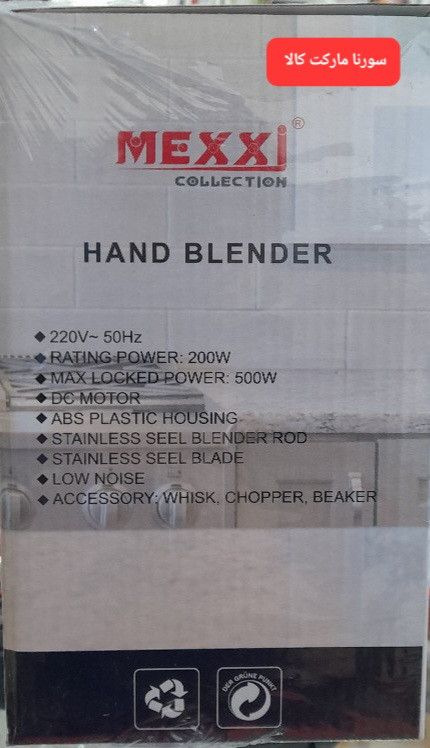 سورنا مارکت کالا
MEXXI®
COLLECTION
HAND BLENDER
◆ 220V~ 50Hz
◆ RATING POWER: 200W
◆ MAX LOCKED POWER: 500W
◆ DC MOTOR
◆ ABS PLASTIC HOUSING
◆ STAINLESS SEEL BLENDER ROD
◆ STAINLESS SEEL BLADE
◆ LOW NOISE
◆ ACCESSORY: WHISK, CHOPPER, BEAKER
DER GRÜNE PUNKT